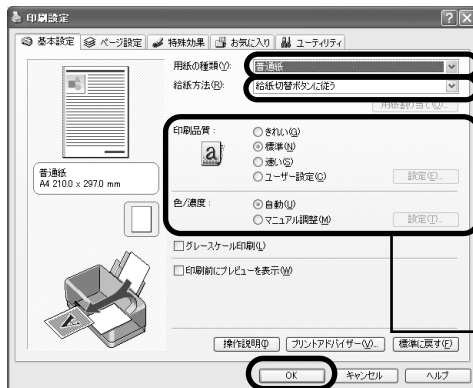 印刷設定
基本設定 ページ設定 特殊効果 お気に入り ユーティリティ
用紙の種類(Y): 普通紙
給紙方法(R): 給紙切替ボタンに従う
用紙割り当て(O)...
印刷品質:
きれい(G)
標準(N)
速い(S)
ユーザー設定(C) 設定(E)...
普通紙
A4 210.0 x 297.0 mm
色/濃度:
自動(U)
マニュアル調整(M) 設定(T)...
グレースケール印刷(L)
印刷前にプレビューを表示(W)
操作説明(I) プリントアドバイザー(V)... 標準に戻す(F)
OK キャンセル ヘルプ